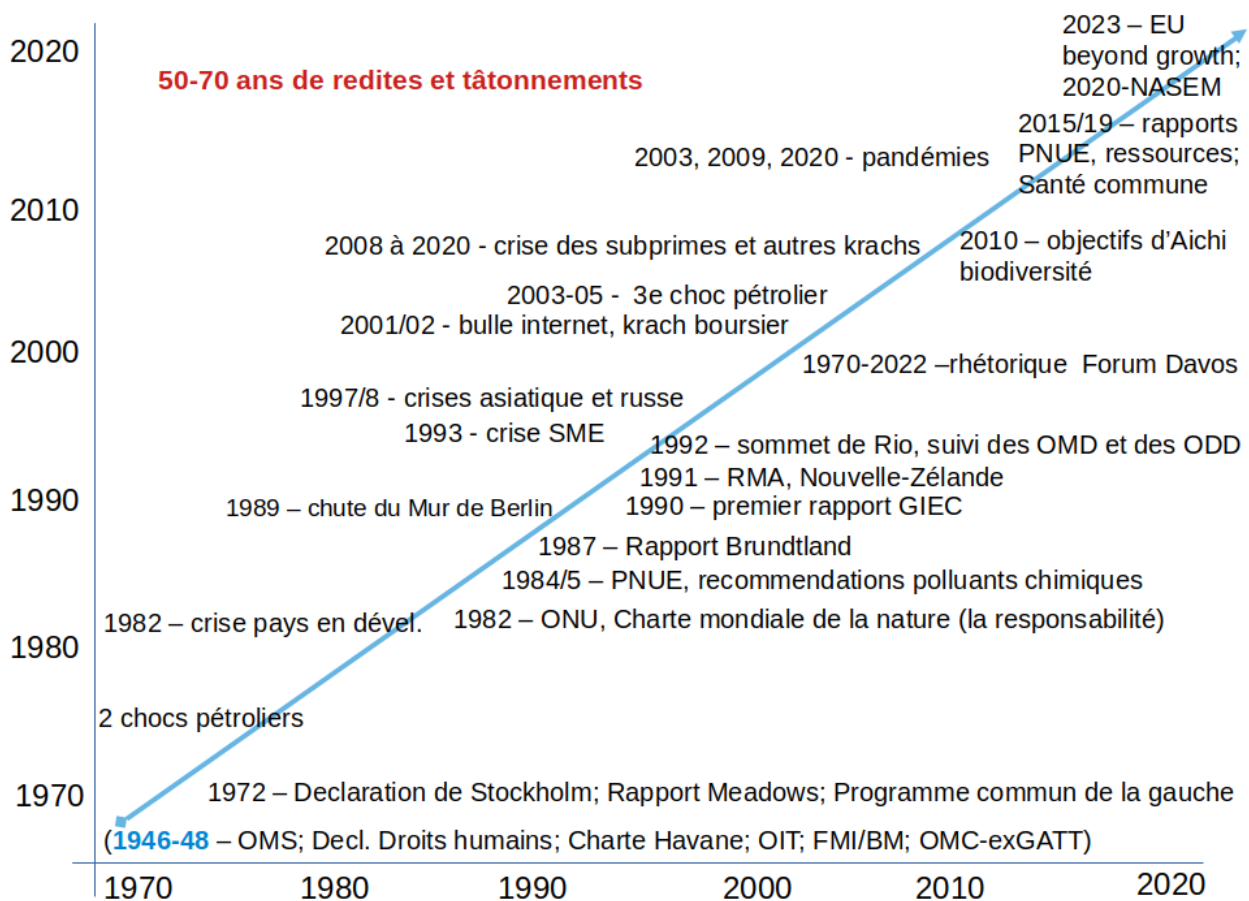 2020
2023 – EU
beyond growth;
2020-NASEM
50-70 ans de redites et tâtonnements
2015/19 – rapports
PNUE, ressources;
Santé commune
2003, 2009, 2020 - pandémies
2010
2008 à 2020 - crise des subprimes et autres krachs
2010 – objectifs d’Aichi
biodiversité
2003-05 - 3e choc pétrolier
2001/02 - bulle internet, krach boursier
2000
1970-2022 –rhétorique Forum Davos
1997/8 - crises asiatique et russe
1993 - crise SME
1992 – sommet de Rio, suivi des OMD et des ODD
1991 – RMA, Nouvelle-Zélande
1990
1989 – chute du Mur de Berlin
1990 – premier rapport GIEC
1987 – Rapport Brundtland
1984/5 – PNUE, recommendations polluants chimiques
1982 – crise pays en dével.
1982 – ONU, Charte mondiale de la nature (la responsabilité)
1980
2 chocs pétroliers
1970
1972 – Declaration de Stockholm; Rapport Meadows; Programme commun de la gauche
(1946-48 – OMS; Decl. Droits humains; Charte Havane; OIT; FMI/BM; OMC-exGATT)
1970 1980 1990 2000 2010 2020